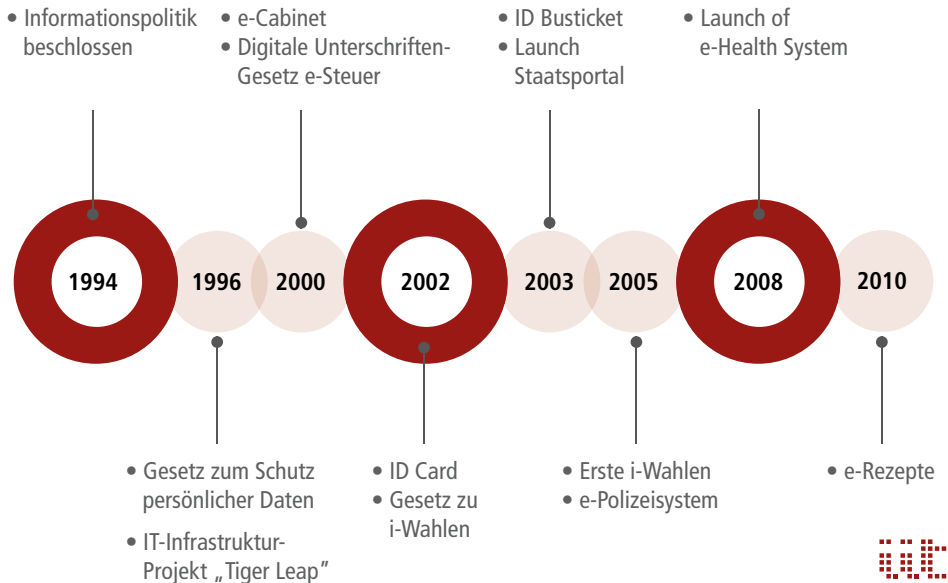 • Informationspolitik
beschlossen
• e-Cabinet
• Digitale Unterschriften-
Gesetz e-Steuer
• ID Busticket
• Launch
Staatsportal
• Launch of
e-Health System
1994
1996
2000
2002
2003
2005
2008
2010
• Gesetz zum Schutz
persönlicher Daten
• IT-Infrastruktur-
Projekt „Tiger Leap”
• ID Card
• Gesetz zu
i-Wahlen
• Erste i-Wahlen
• e-Polizeisystem
• e-Rezepte